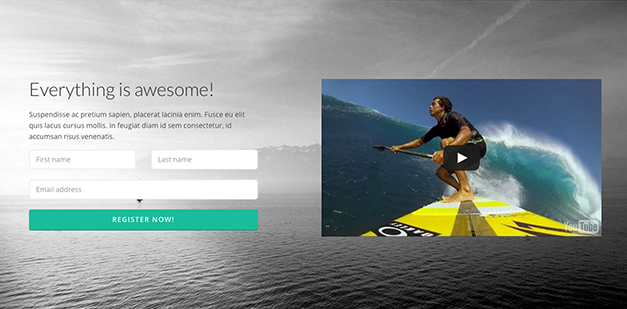 Everything is awesome!
Suspendisse ac pretium sapien, placerat lacinia enim. Fusce eu elit
quis lacus cursus mollis. In feugiat diam id sem consectetur, id
accumsan risus venenatis.
First name
Last name
Email address
REGISTER NOW!
YouTube